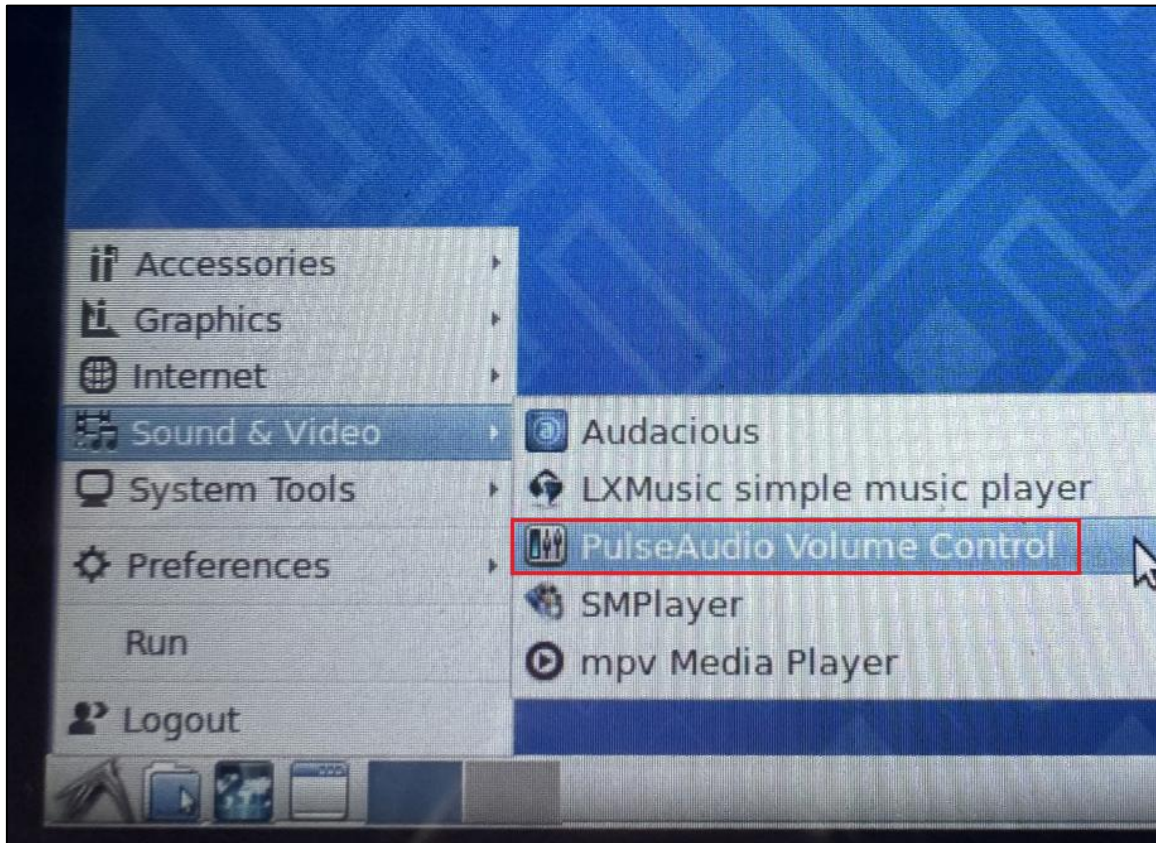 Accessories
Graphics
Internet
Sound & Video
System Tools
Preferences
Run
Logout
Audacious
LXMusic simple music player
PulseAudio Volume Control
SMPlayer
mpv Media Player